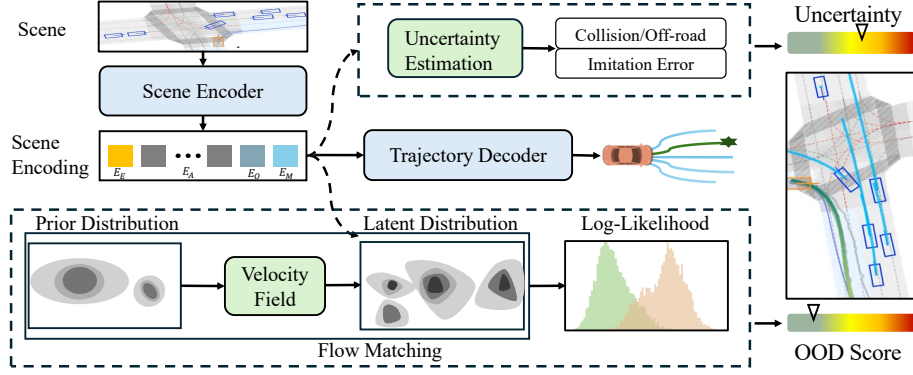 Scene
Scene Encoder
Scene
Encoding
E_E
E_A
E_O
E_M
Uncertainty
Estimation
Collision/Off-road
Imitation Error
Uncertainty
Trajectory Decoder
Prior Distribution
Latent Distribution
Log-Likelihood
Velocity
Field
Flow Matching
OOD Score